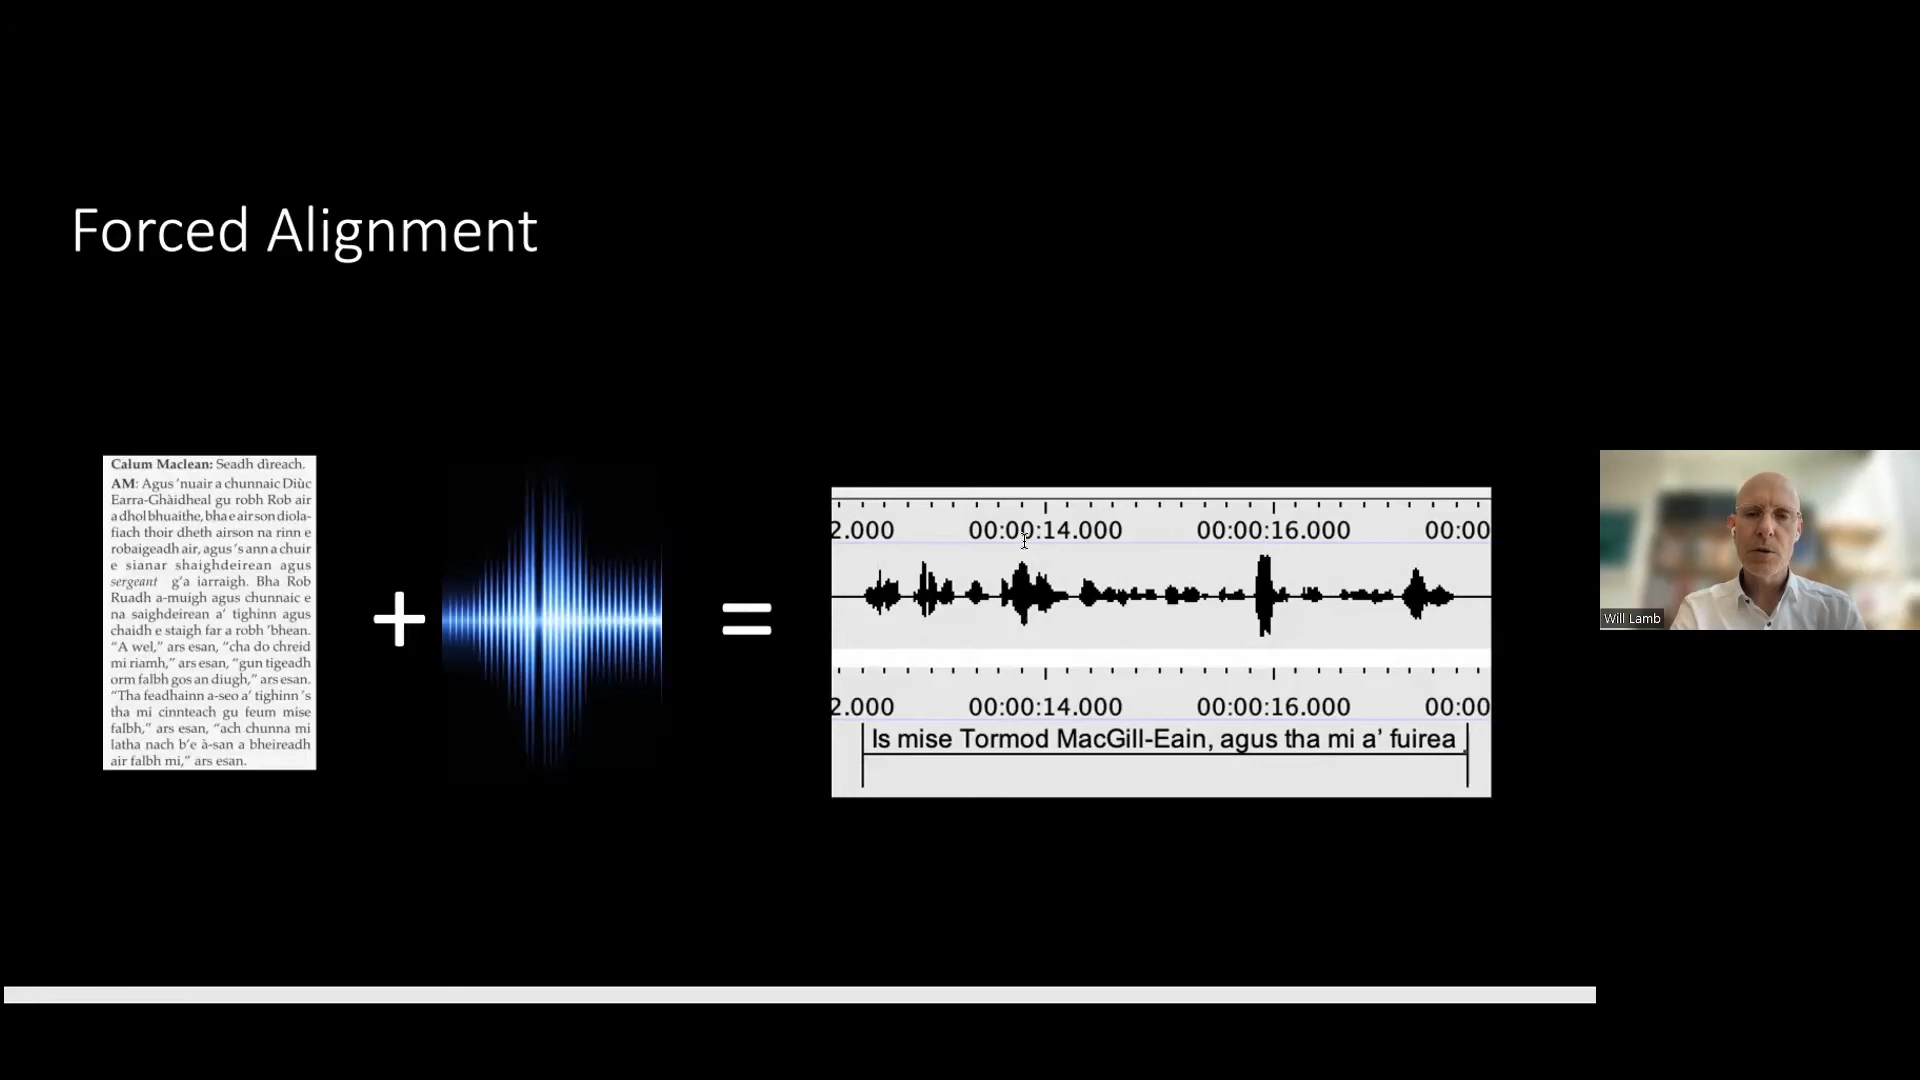 Forced Alignment
Calum Maclean: Seadh dìreach.
AM: Agus ’nuair a chunnaic Diùc
Earra-Ghàidheal gu robh Rob air
a dhol bhuaithe, bha e airson diola-
fiach thoir dheth airson na rinn e
robaigeadh air, agus ’s ann a chuir
e sianar shaighdeirean agus
sergeant g’a iarraigh. Bha Rob
Ruadh a-muigh agus chunnaic e
na saighdeirean a’ tighinn agus
chaidh e staigh far a robh ’bhean.
“A wel,” ars esan, “cha do chreid
mi riamh,” ars esan, “gun tigeadh
orm falbh gos an diugh,” ars esan.
“Tha feadhainn a-seo a’ tighinn ’s
tha mi cinnteach gu feum mise
falbh,” ars esan, “ach chunna mi
latha nach b’e à-san a bheireadh
air falbh mi,” ars esan.
+
=
2.000 00:00:14.000 00:00:16.000 00:00
2.000 00:00:14.000 00:00:16.000 00:00
Is mise Tormod MacGill-Eain, agus tha mi a’ fuirea
Will Lamb